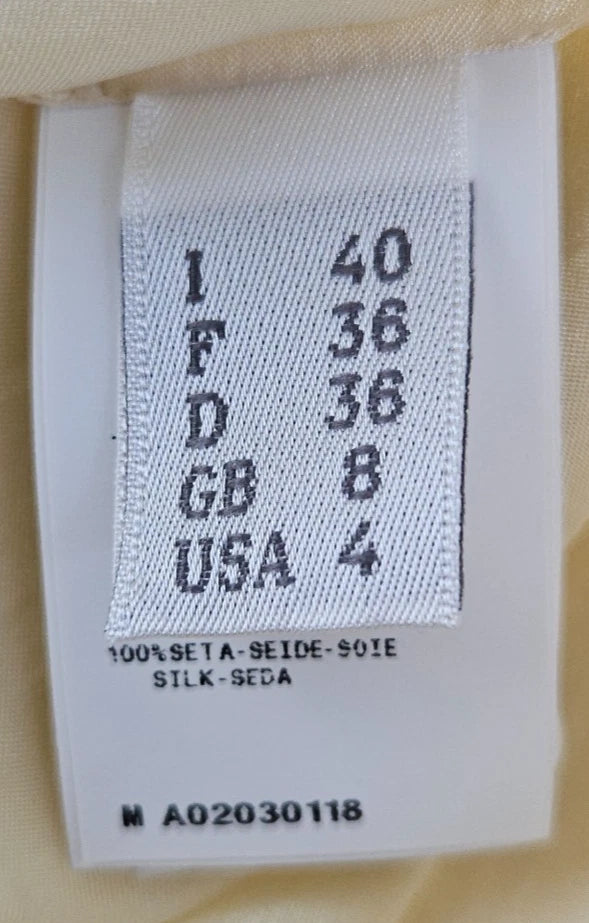 I 40
F 36
D 36
GB 8
USA 4
100%SETA-SEIDE-SOIE
SILK-SEDA
M A02030118